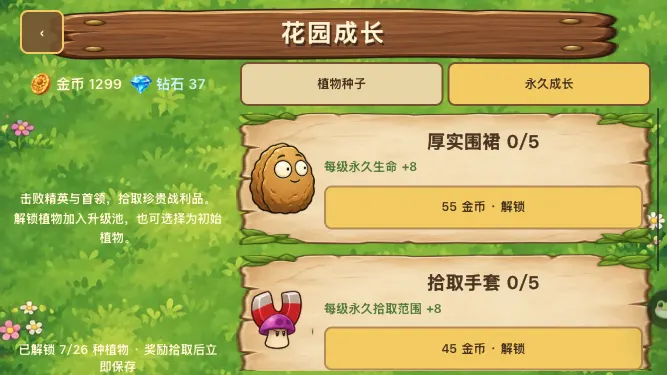 ‹
花园成长
金币 1299 钻石 37
植物种子
永久成长
厚实围裙 0/5
每级永久生命 +8
55 金币 · 解锁
击败精英与首领，拾取珍贵战利品。
解锁植物加入升级池，也可选择为初始
植物。
拾取手套 0/5
每级永久拾取范围 +8
45 金币 · 解锁
已解锁 7/26 种植物 · 奖励拾取后立
即保存